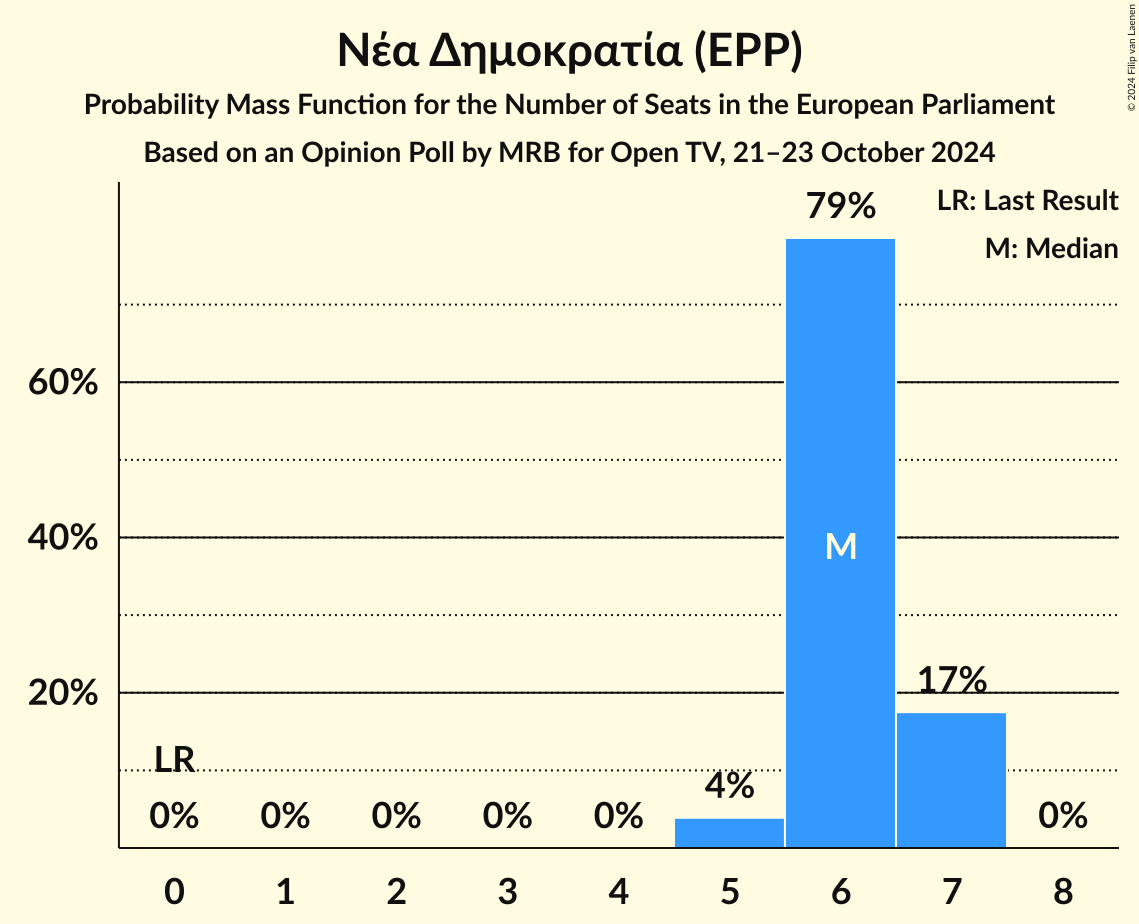 Νέα Δημοκρατία (EPP)
Probability Mass Function for the Number of Seats in the European Parliament
Based on an Opinion Poll by MRB for Open TV, 21–23 October 2024
© 2024 Filip van Laenen
LR: Last Result
M: Median
79%
60%
40%
M
20%
17%
LR
4%
0% 0% 0% 0% 0% 0%
0 1 2 3 4 5 6 7 8